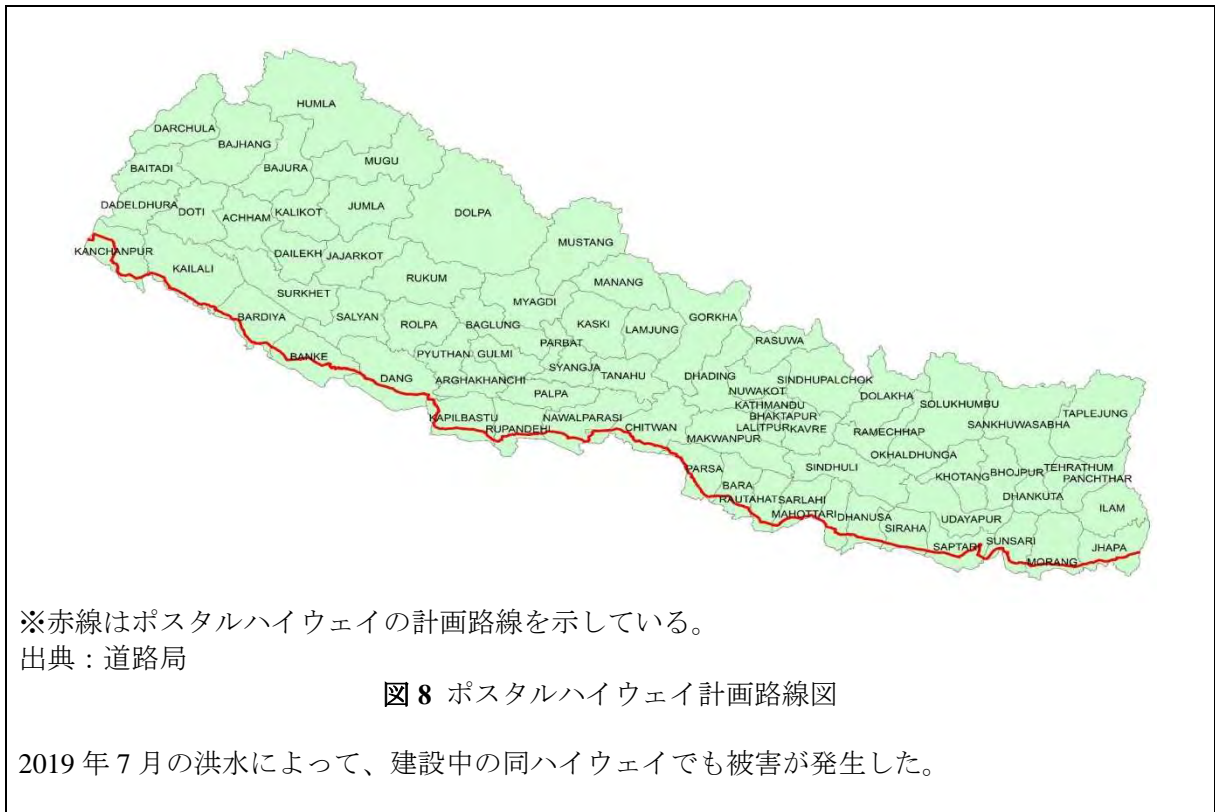 HUMLA
DARCHULA
BAJHANG
MUGU
BAITADI
BAJURA
DADELDHURA
DOTI
ACHHAM
KALIKOT
JUMLA
DOLPA
MUSTANG
KANCHANPUR
KAILALI
DAILEKH
JAJARKOT
MANANG
RUKUM
SURKHET
MYAGDI
GORKHA
BARDIYA
SALYAN
ROLPA
BAGLUNG
KASKI
LAMJUNG
PARBAT
RASUWA
BANKE
PYUTHAN
GULMI
SYANGJA
TANAHU
DHADING
SINDHUPALCHOK
DANG
ARGHAKHANCHI
NUWAKOT
DOLAKHA
SOLUKHUMBU
PALPA
KATHMANDU
BHAKTAPUR
TAPLEJUNG
KAPILBASTU
RUPANDEHI
NAWALPARASI
CHITWAN
LALITPUR
KAVRE
RAMECHHAP
SANKHUWASABHA
MAKWANPUR
OKHALDHUNGA
PARSA
SINDHULI
KHOTANG
BHOJPUR
TEHRATHUM
PANCHTHAR
BARA
RAUTAHAT
SARLAHI
DHANKUTA
ILAM
MAHOTTARI
DHANUSA
SIRAHA
UDAYAPUR
SAPTARI
SUNSARI
MORANG
JHAPA
※赤線はポスタルハイウェイの計画路線を示している。
出典：道路局
図 8 ポスタルハイウェイ計画路線図
2019 年 7 月の洪水によって、建設中の同ハイウェイでも被害が発生した。